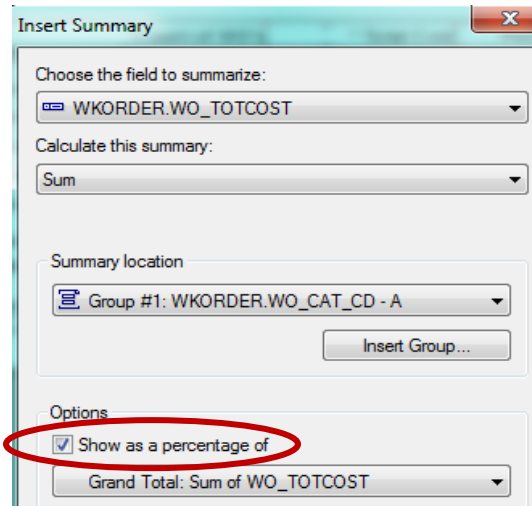 Insert Summary
Choose the field to summarize:
WKORDER.WO_TOTCOST
Calculate this summary:
Sum
Summary location
Group #1: WKORDER.WO_CAT_CD - A
Insert Group...
Options
Show as a percentage of
Grand Total: Sum of WO_TOTCOST